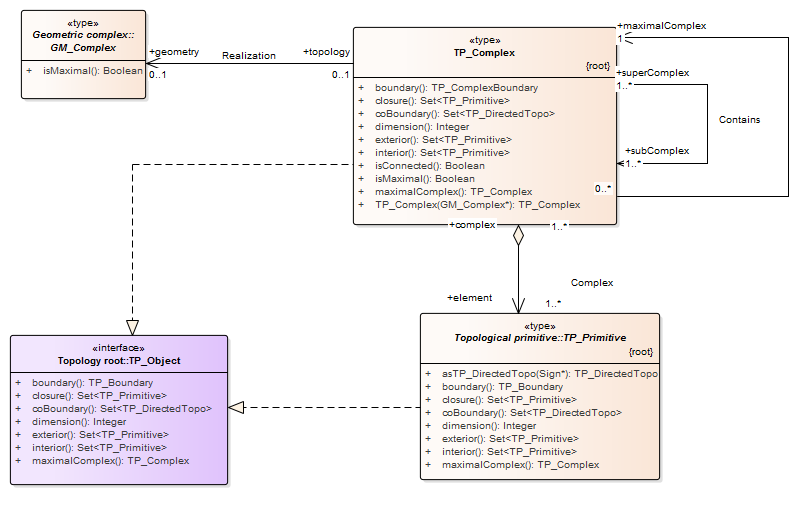 «type»
Geometric complex::
GM_Complex
+ isMaximal(): Boolean
+geometry
Realization
+topology
0..1
0..1
«type»
TP_Complex
{root}
+ boundary(): TP_ComplexBoundary
+ closure(): Set<TP_Primitive>
+ coBoundary(): Set<TP_DirectedTopo>
+ dimension(): Integer
+ exterior(): Set<TP_Primitive>
+ interior(): Set<TP_Primitive>
+ isConnected(): Boolean
+ isMaximal(): Boolean
+ maximalComplex(): TP_Complex
+ TP_Complex(GM_Complex*): TP_Complex
+maximalComplex
1
+superComplex
1..*
Contains
+subComplex
1..*
0..*
+complex
1..*
Complex
+element
1..*
«interface»
Topology root::TP_Object
+ boundary(): TP_Boundary
+ closure(): Set<TP_Primitive>
+ coBoundary(): Set<TP_DirectedTopo>
+ dimension(): Integer
+ exterior(): Set<TP_Primitive>
+ interior(): Set<TP_Primitive>
+ maximalComplex(): TP_Complex
«type»
Topological primitive::TP_Primitive
{root}
+ asTP_DirectedTopo(Sign*): TP_DirectedTopo
+ boundary(): TP_Boundary
+ closure(): Set<TP_Primitive>
+ coBoundary(): Set<TP_DirectedTopo>
+ dimension(): Integer
+ exterior(): Set<TP_Primitive>
+ interior(): Set<TP_Primitive>
+ maximalComplex(): TP_Complex